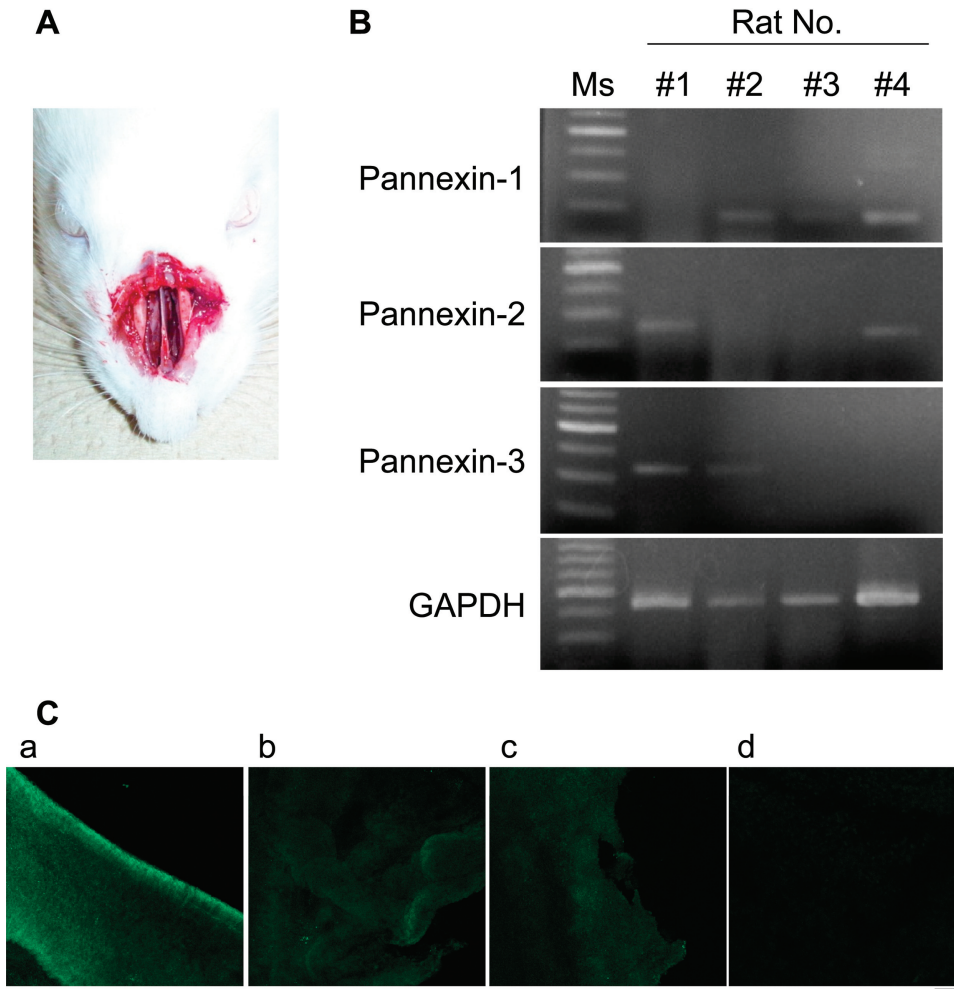 A
B
Rat No.
Ms #1 #2 #3 #4
Pannexin-1
Pannexin-2
Pannexin-3
GAPDH
C
a b c d